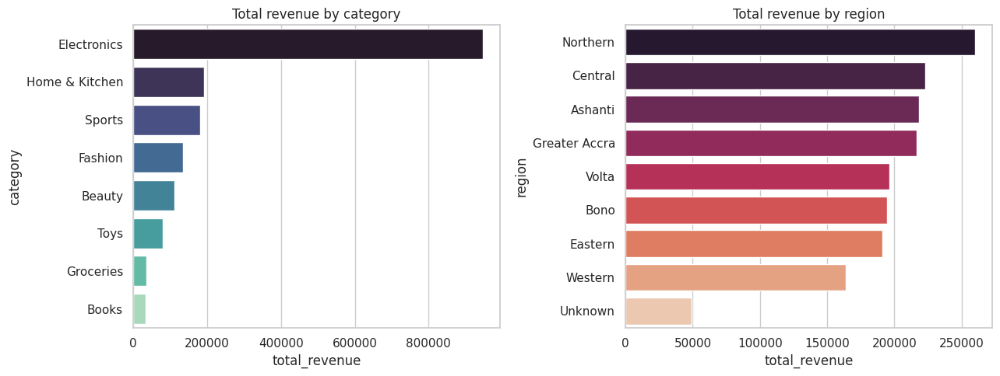 Total revenue by category
category
Electronics
Home & Kitchen
Sports
Fashion
Beauty
Toys
Groceries
Books
0 200000 400000 600000 800000
total_revenue
Total revenue by region
region
Northern
Central
Ashanti
Greater Accra
Volta
Bono
Eastern
Western
Unknown
0 50000 100000 150000 200000 250000
total_revenue